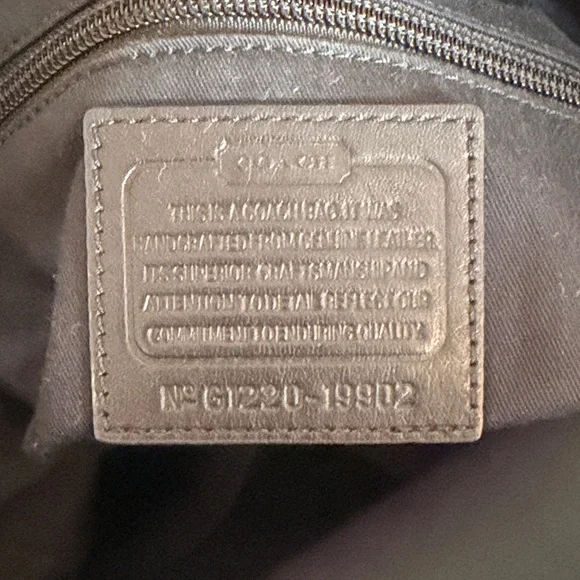 COACH
THIS IS A COACH BAG. IT WAS
HANDCRAFTED FROM GENUINE LEATHER.
ITS SUPERIOR CRAFTSMANSHIP AND
ATTENTION TO DETAIL REFLECT OUR
COMMITMENT TO ENDURING QUALITY.
Nº G1220-19902